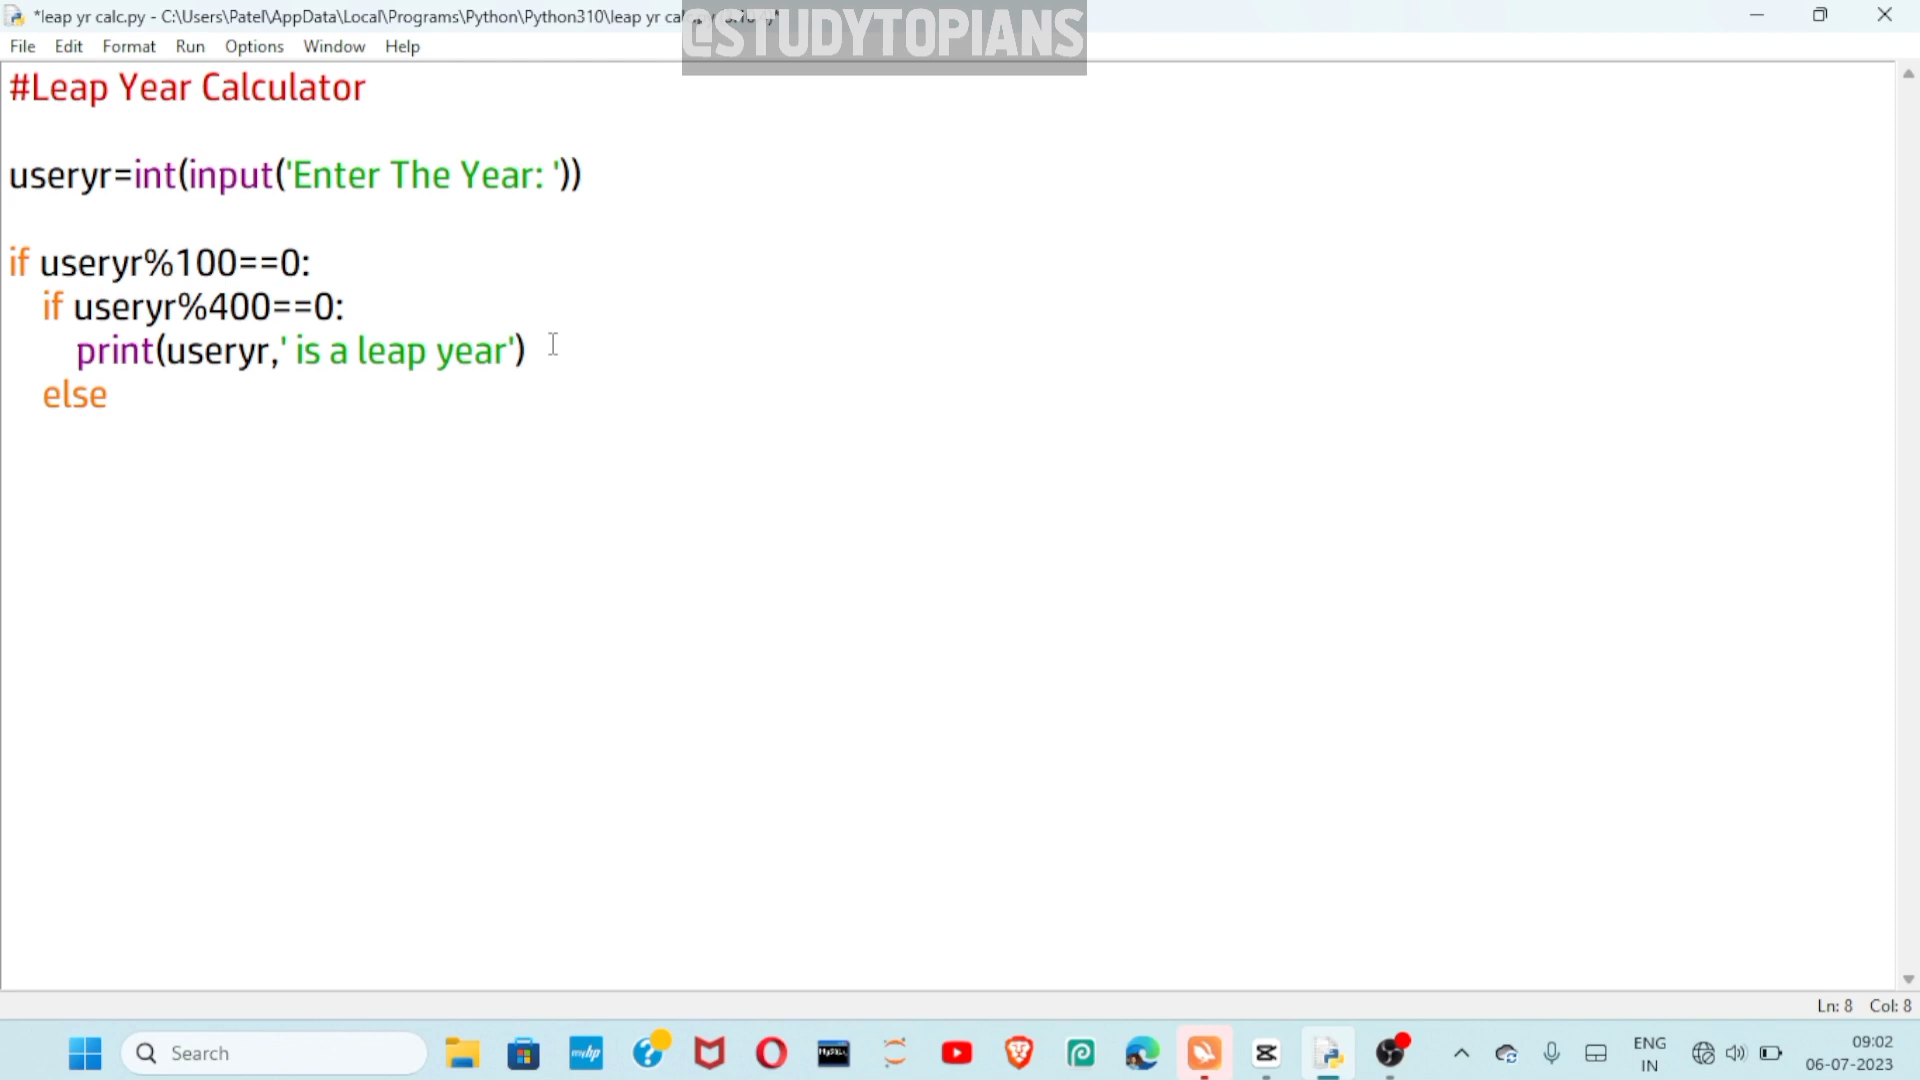 *leap yr calc.py - C:\Users\Patel\AppData\Local\Programs\Python\Python310\leap yr
@STUDYTOPIANS
File Edit Format Run Options Window Help
#Leap Year Calculator
useryr=int(input('Enter The Year: '))
if useryr%100==0:
    if useryr%400==0:
        print(useryr,' is a leap year')
    else
Ln: 8 Col: 8
Search
myhp
MySQL
ENG
IN
09:02
06-07-2023